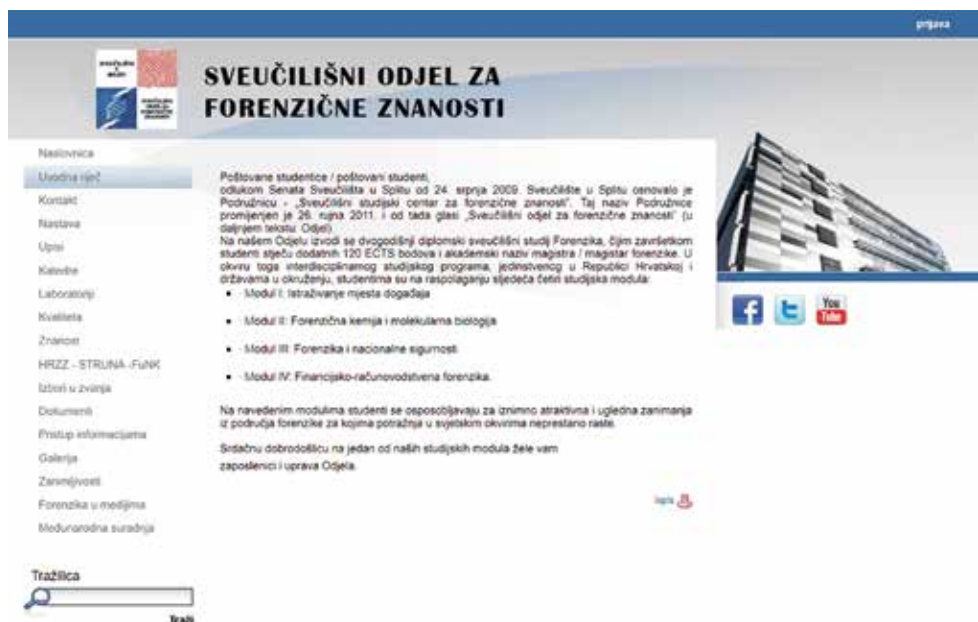 prijava
SVEUČILIŠNI ODJEL ZA
FORENZIČNE ZNANOSTI
Naslovnica
Uvodna riječ
Kontakt
Nastava
Upisi
Katedre
Laboratoriji
Kvaliteta
Znanost
HRZZ - STRUNA -FuNK
Izbori u zvanja
Dokumenti
Pristup informacijama
Galerija
Zanimljivosti
Forenzika u medijima
Međunarodna suradnja
Tražilica
Traži
Poštovane studentice / poštovani studenti,
odlukom Senata Sveučilišta u Splitu od 24. srpnja 2009. Sveučilište u Splitu osnovalo je
Podružnicu - „Sveučilišni studijski centar za forenzične znanosti". Taj naziv Podružnice
promijenjen je 26. rujna 2011. i od tada glasi „Sveučilišni odjel za forenzične znanosti" (u
daljnjem tekstu: Odjel).
Na našem Odjelu izvodi se dvogodišnji diplomski sveučilišni studij Forenzika, čijim završetkom
studenti stječu dodatnih 120 ECTS bodova i akademski naziv magistra / magistar forenzike. U
okviru toga interdisciplinarnog studijskog programa, jedinstvenog u Republici Hrvatskoj i
državama u okruženju, studentima su na raspolaganju sljedeća četiri studijska modula:
• · Modul I: Istraživanje mjesta događaja
• · Modul II: Forenzična kemija i molekularna biologija
• · Modul III: Forenzika i nacionalne sigurnosti
• · Modul IV: Financijsko-računovodstvena forenzika.
Na navedenim modulima studenti se osposobljavaju za iznimno atraktivna i ugledna zanimanja
iz područja forenzike za kojima potražnja u svjetskim okvirima neprestano raste.
Srdačnu dobrodošlicu na jedan od naših studijskih modula žele vam
zaposlenici i uprava Odjela.
ispis
You
Tube